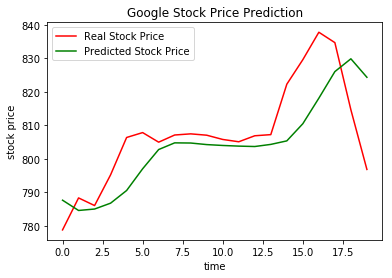 Google Stock Price Prediction
Real Stock Price
Predicted Stock Price
840
830
820
810
800
790
780
stock price
0.0 2.5 5.0 7.5 10.0 12.5 15.0 17.5
time